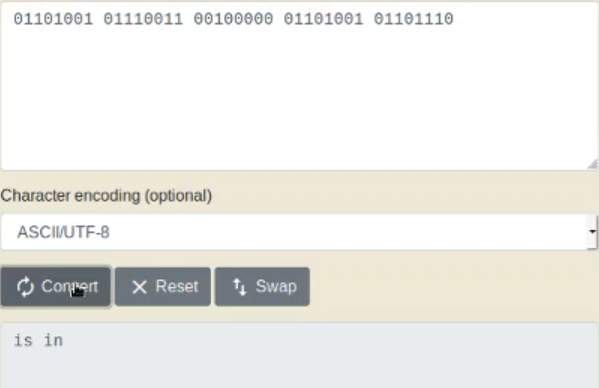 01101001 01110011 00100000 01101001 01101110
Character encoding (optional)
ASCII/UTF-8
Convert Reset Swap
is in